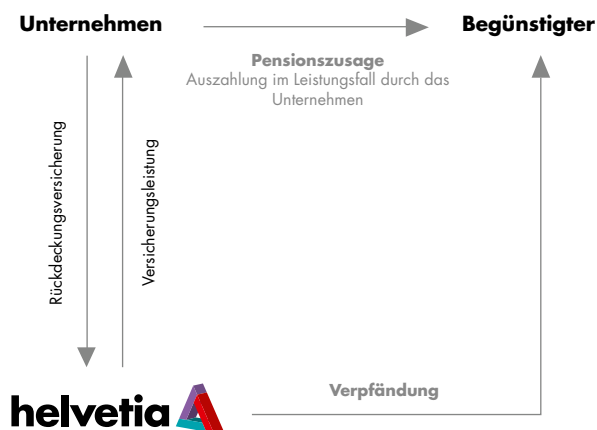 Unternehmen
Begünstigter
Pensionszusage
Auszahlung im Leistungsfall durch das
Unternehmen
Rückdeckungsversicherung
Versicherungsleistung
Verpfändung
helvetia